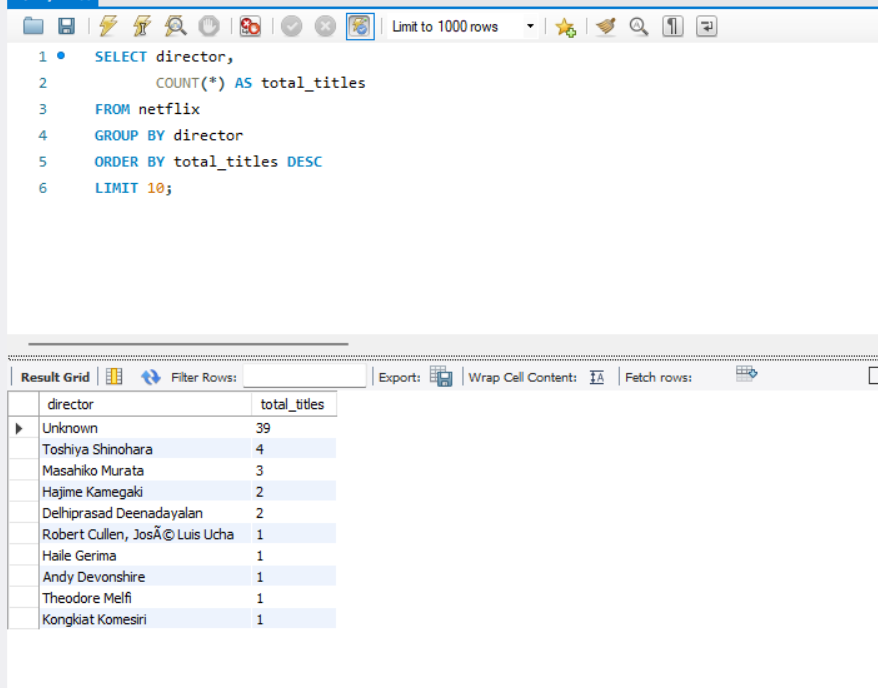 Limit to 1000 rows
1 SELECT director,
2 COUNT(*) AS total_titles
3 FROM netflix
4 GROUP BY director
5 ORDER BY total_titles DESC
6 LIMIT 10;
Result Grid Filter Rows: Export: Wrap Cell Content: IA Fetch rows:
director total_titles
Unknown 39
Toshiya Shinohara 4
Masahiko Murata 3
Hajime Kamegaki 2
Delhiprasad Deenadayalan 2
Robert Cullen, José Luis Ucha 1
Haile Gerima 1
Andy Devonshire 1
Theodore Melfi 1
Kongkiat Komesiri 1